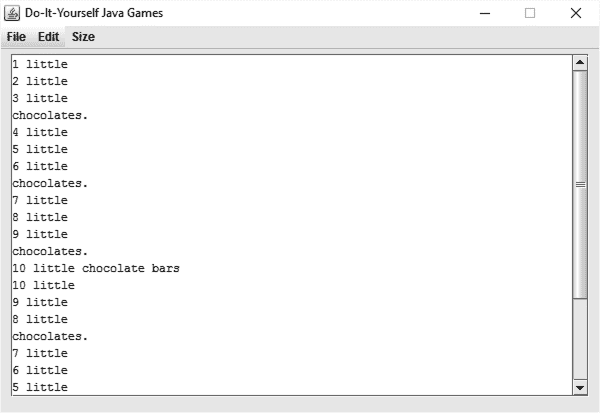 Do-It-Yourself Java Games
File Edit Size
1 little
2 little
3 little
chocolates.
4 little
5 little
6 little
chocolates.
7 little
8 little
9 little
chocolates.
10 little chocolate bars
10 little
9 little
8 little
chocolates.
7 little
6 little
5 little